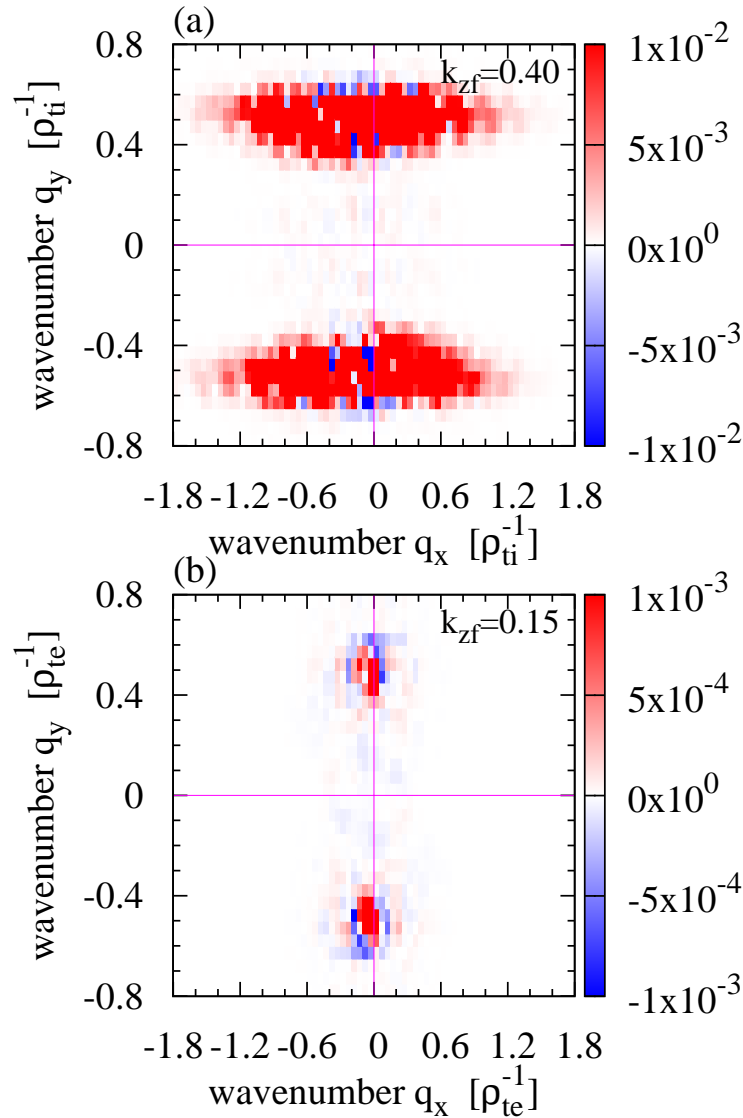 (a)
k_zf=0.40
0.8
0.4
0
-0.4
-0.8
wavenumber q_y [ρ_ti^-1]
1x10^-2
5x10^-3
0x10^0
-5x10^-3
-1x10^-2
-1.8 -1.2 -0.6 0 0.6 1.2 1.8
wavenumber q_x [ρ_ti^-1]
(b)
k_zf=0.15
0.8
0.4
0
-0.4
-0.8
wavenumber q_y [ρ_te^-1]
1x10^-3
5x10^-4
0x10^0
-5x10^-4
-1x10^-3
-1.8 -1.2 -0.6 0 0.6 1.2 1.8
wavenumber q_x [ρ_te^-1]